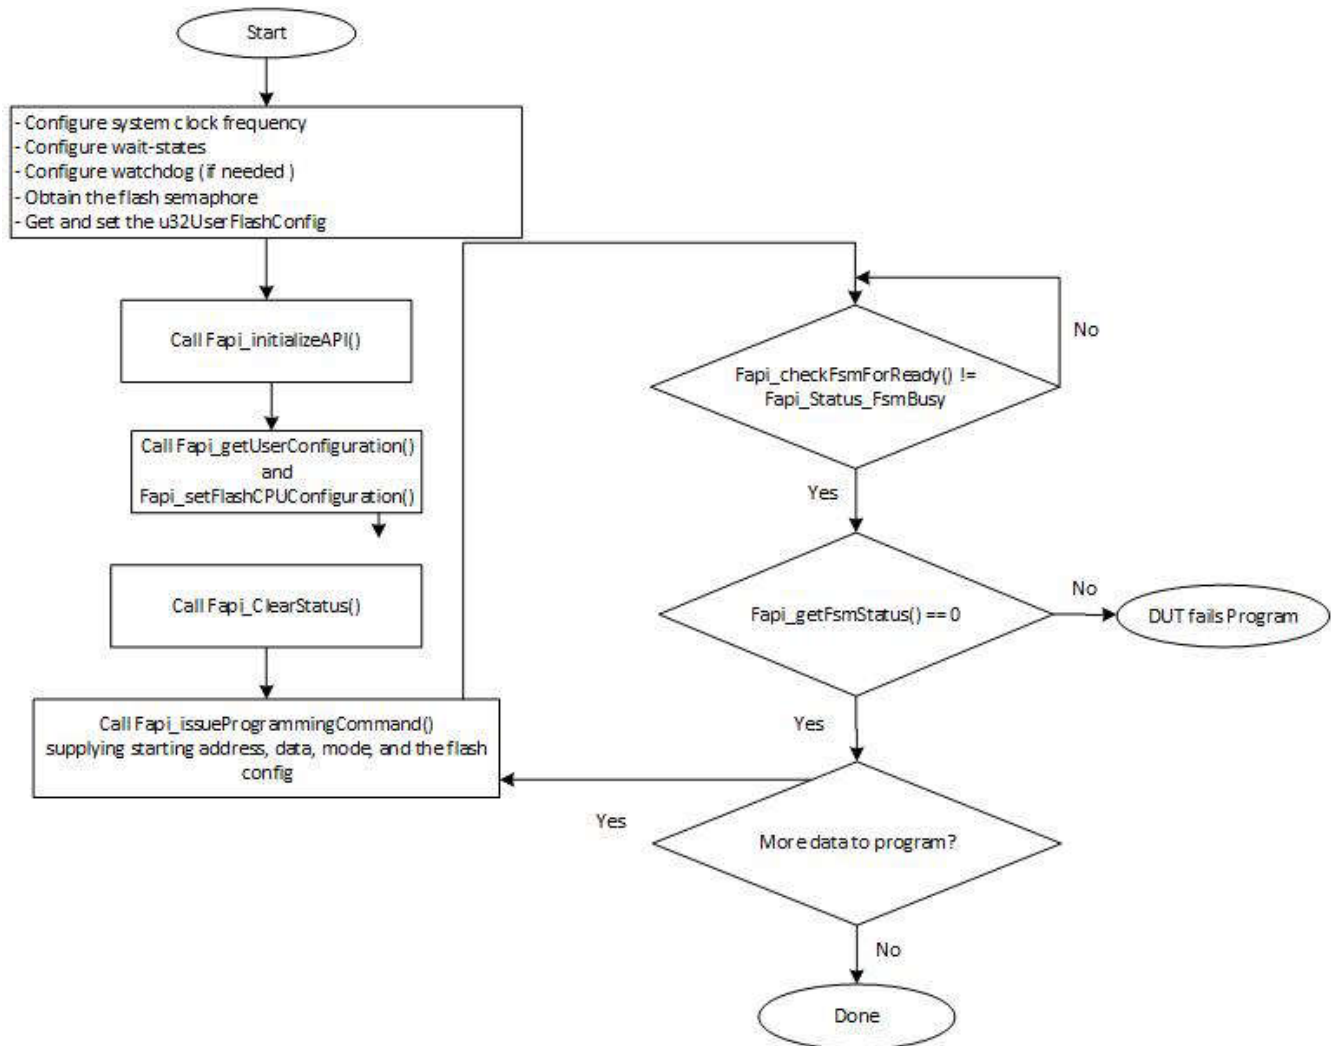 Start
- Configure system clock frequency
- Configure wait-states
- Configure watchdog (if needed )
- Obtain the flash semaphore
- Get and set the u32UserFlashConfig
Call Fapi_initializeAPI()
Call Fapi_getUserConfiguration()
and
Fapi_setFlashCPUConfiguration()
Call Fapi_ClearStatus()
Call Fapi_issueProgrammingCommand()
supplying starting address, data, mode, and the flash
config
Fapi_checkFsmForReady() !=
Fapi_Status_FsmBusy
No
Yes
Fapi_getFsmStatus() == 0
No
DUT fails Program
Yes
More data to program?
Yes
No
Done